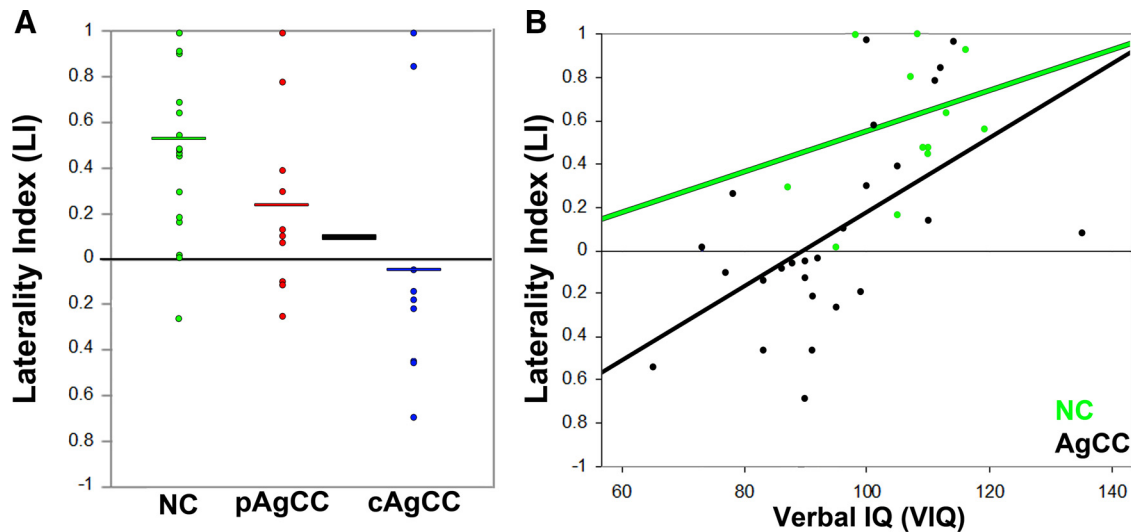 A
Laterality Index (LI)
1
0.8
0.6
0.4
0.2
0
0.2
0.4
0.6
0.8
-1
NC pAgCC cAgCC
B
Laterality Index (LI)
1
0.8
0.6
0.4
0.2
0
0.2
0.4
0.6
0.8
-1
NC
AgCC
60 80 100 120 140
Verbal IQ (VIQ)